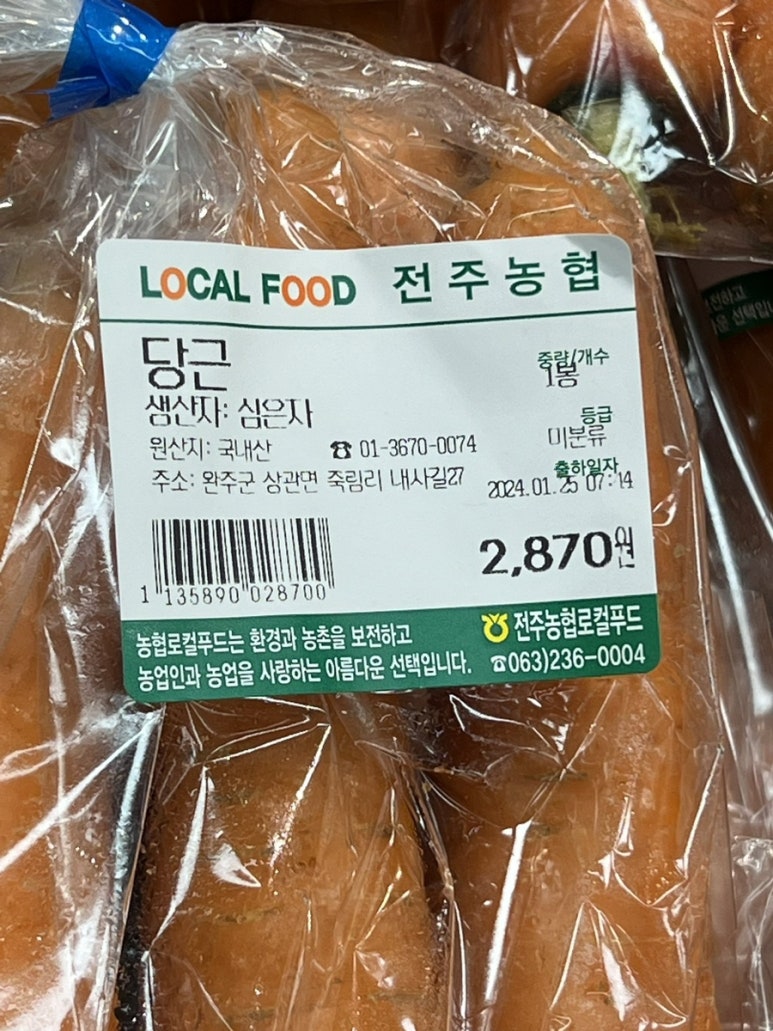 LOCAL FOOD 전주농협
당근
중량/개수
1봉
생산자: 심은자
등급
미분류
원산지: 국내산 ☎ 01-3670-0074
출하일자
주소: 완주군 상관면 죽림리 내사길27 2024.01.25 07:14
2,870원
1 135890 028700
농협로컬푸드는 환경과 농촌을 보전하고
농업인과 농업을 사랑하는 아름다운 선택입니다.
전주농협로컬푸드
☎063)236-0004